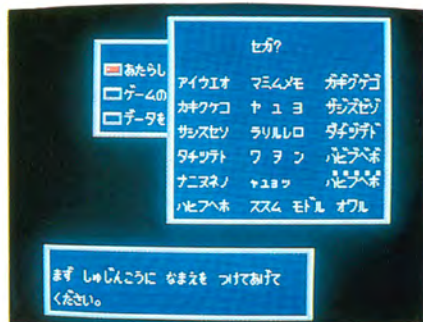 あたらし
ゲームの
データを
セガ?
アイウエオ マミムメモ ガギグゲゴ
カキクケコ ヤ ユ ヨ ザジズゼゾ
サシスセソ ラリルレロ ダヂヅデド
タチツテト ワ ヲ ン バビブベボ
ナニヌネノ ャュョッ パピプペポ
ハヒフヘホ ススム モドル オワル
まず しゅじんこうに なまえを つけてあげて
ください。